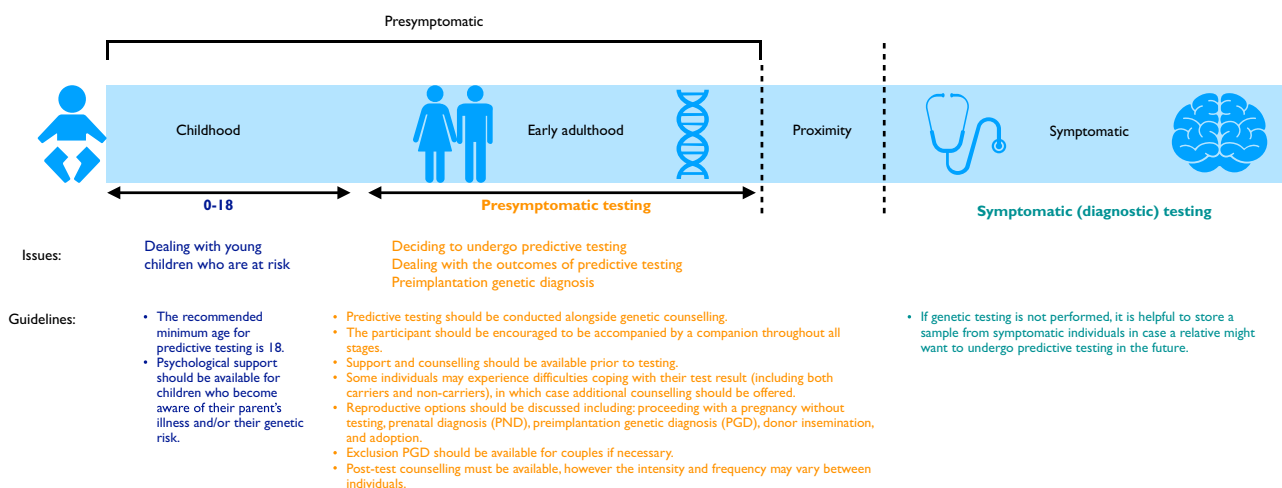 Presymptomatic
Childhood
Early adulthood
Proximity
Symptomatic
0-18
Presymptomatic testing
Symptomatic (diagnostic) testing
Issues:
Dealing with young
children who are at risk
Deciding to undergo predictive testing
Dealing with the outcomes of predictive testing
Preimplantation genetic diagnosis
Guidelines:
• The recommended
minimum age for
predictive testing is 18.
• Psychological support
should be available for
children who become
aware of their parent's
illness and/or their genetic
risk.
• Predictive testing should be conducted alongside genetic counselling.
• The participant should be encouraged to be accompanied by a companion throughout all
stages.
• Support and counselling should be available prior to testing.
• Some individuals may experience difficulties coping with their test result (including both
carriers and non-carriers), in which case additional counselling should be offered.
• Reproductive options should be discussed including: proceeding with a pregnancy without
testing, prenatal diagnosis (PND), preimplantation genetic diagnosis (PGD), donor insemination,
and adoption.
• Exclusion PGD should be available for couples if necessary.
• Post-test counselling must be available, however the intensity and frequency may vary between
individuals.
• If genetic testing is not performed, it is helpful to store a
sample from symptomatic individuals in case a relative might
want to undergo predictive testing in the future.